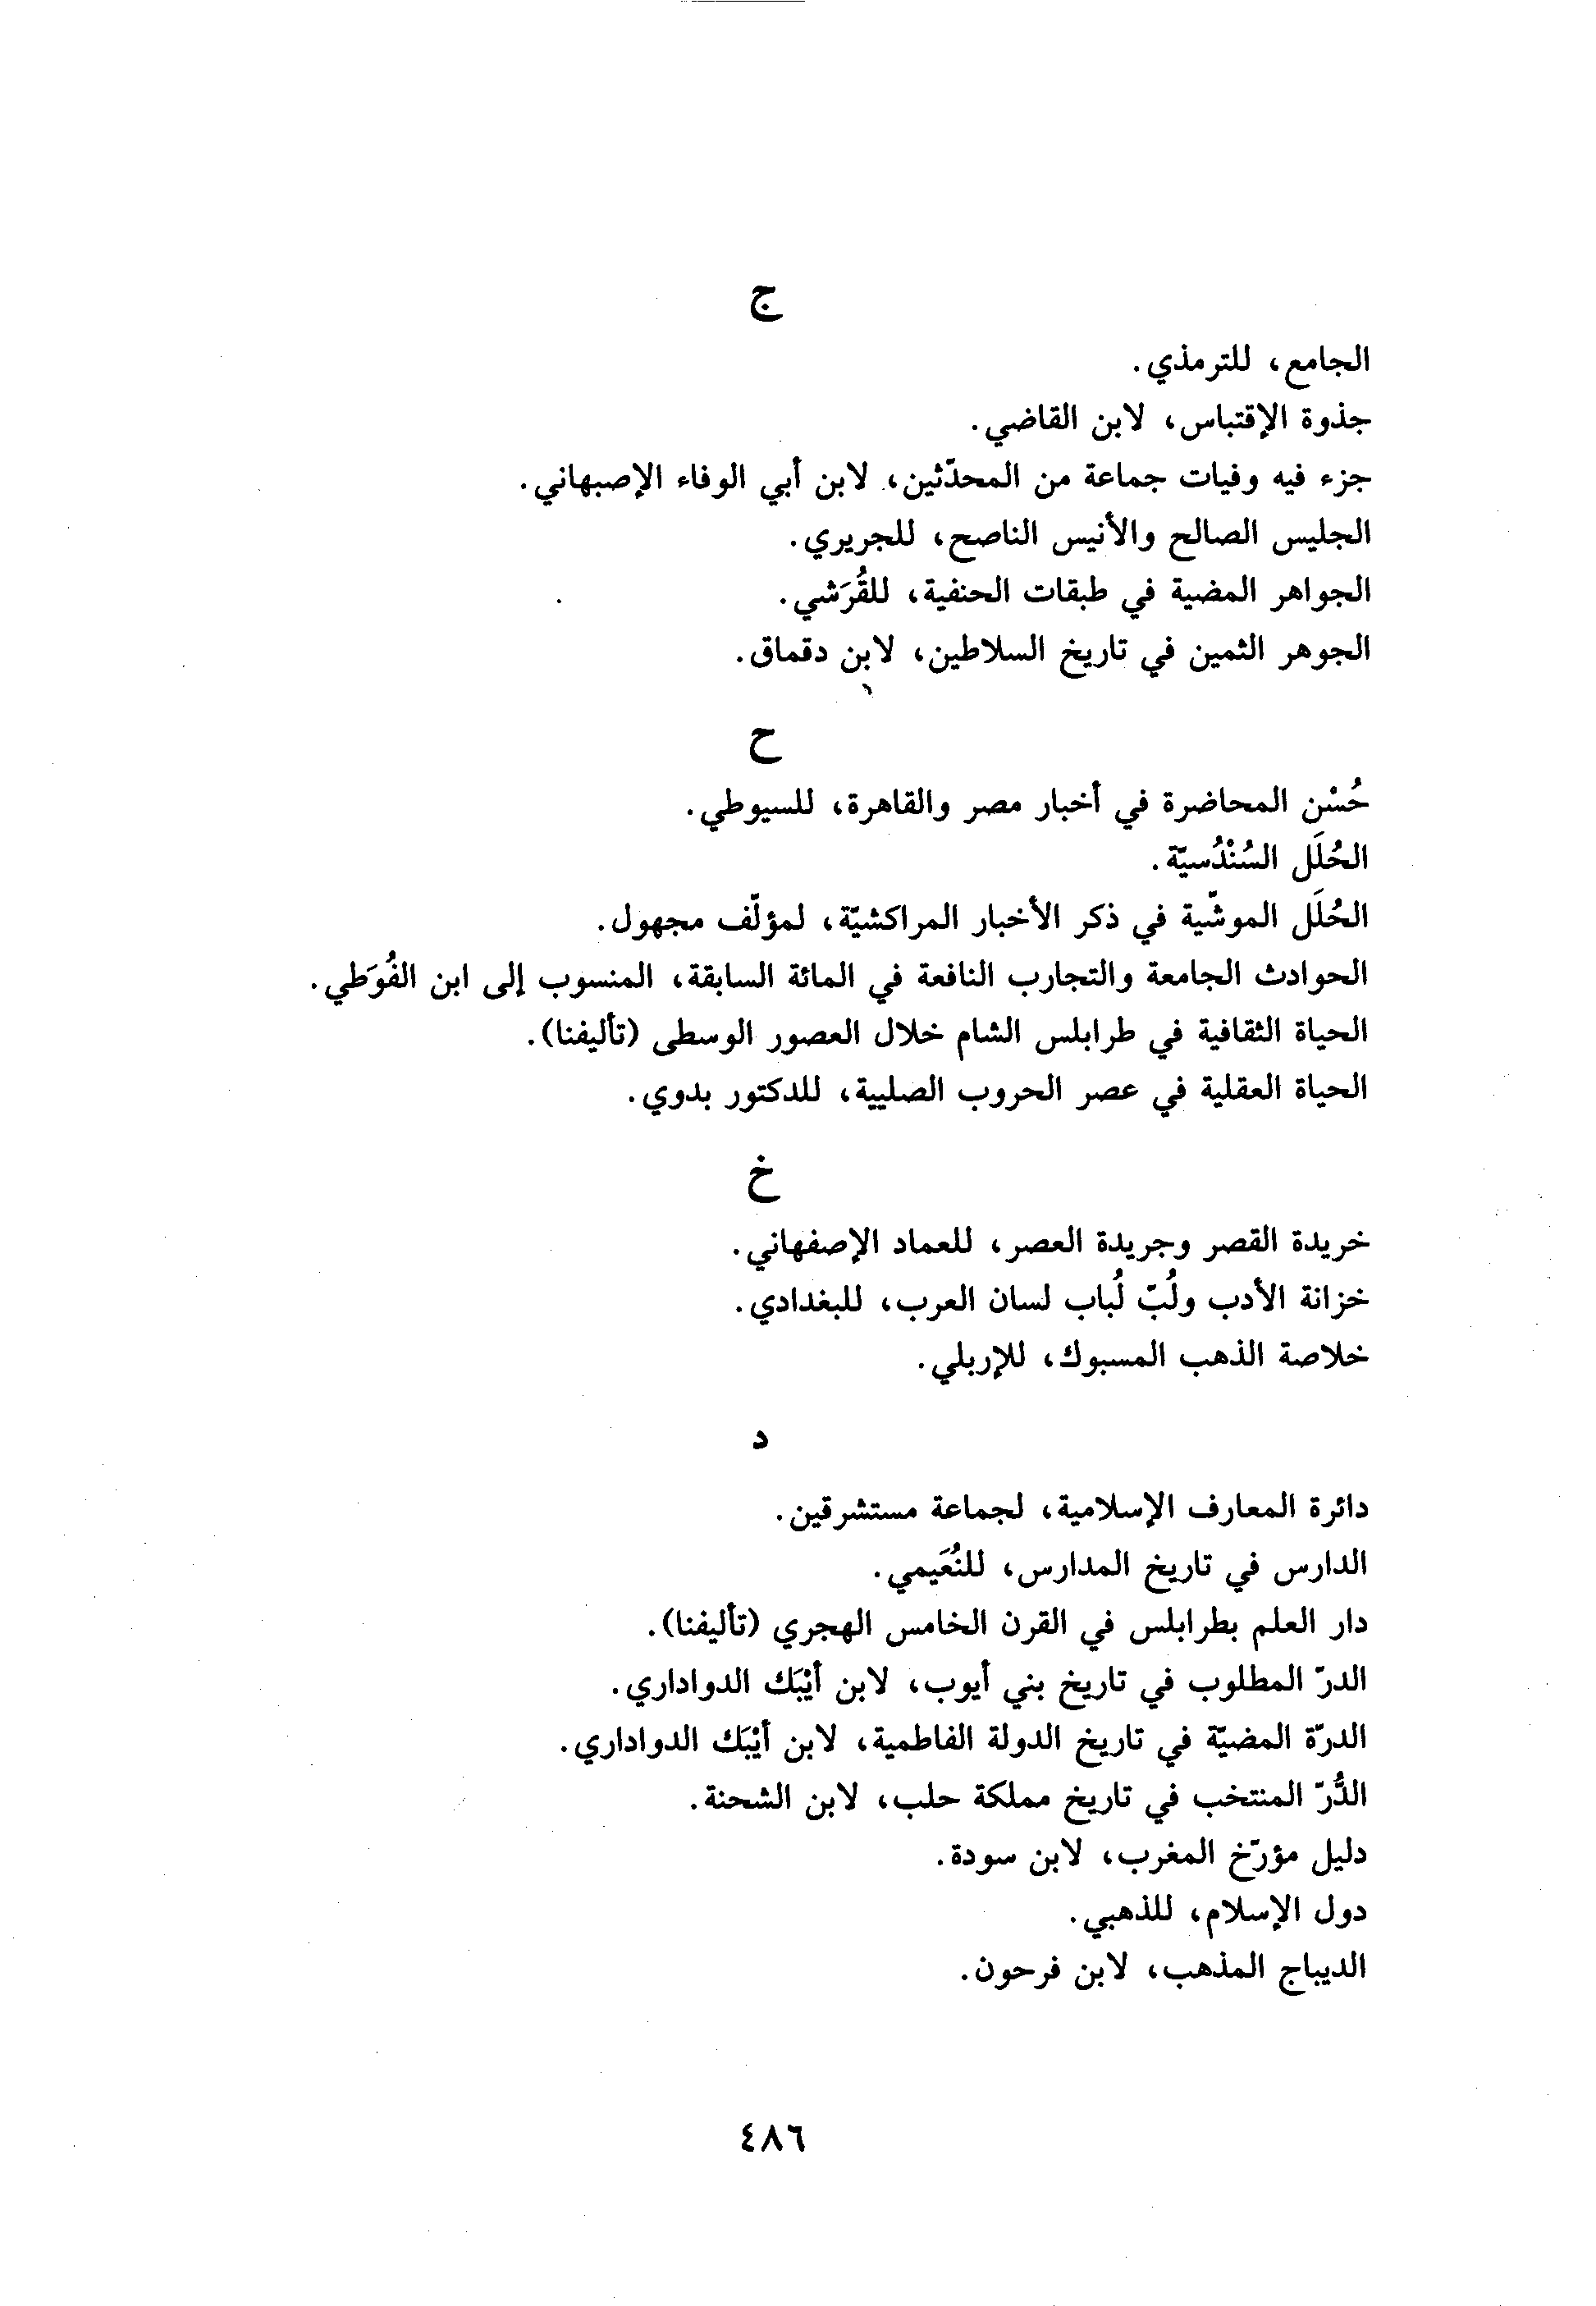 ج
الجامع، للترمذي.
جذوة الإقتباس، لابن القاضي.
جزء فيه وفيات جماعة من المحدّثين، لابن أبي الوفاء الإصبهاني.
الجليس الصالح والأنيس الناصح، للجريري.
الجواهر المضية في طبقات الحنفية، للقُرَشي.
الجوهر الثمين في تاريخ السلاطين، لابن دقماق.
ح
حُسْن المحاضرة في أخبار مصر والقاهرة، للسيوطي.
الحُلَل السُنْدُسيّة.
الحُلَل الموشّية في ذكر الأخبار المراكشيّة، لمؤلّف مجهول.
الحوادث الجامعة والتجارب النافعة في المائة السابقة، المنسوب إلى ابن الفُوَطي.
الحياة الثقافية في طرابلس الشام خلال العصور الوسطى (تأليفنا).
الحياة العقلية في عصر الحروب الصليبية، للدكتور بدوي.
خ
خريدة القصر وجريدة العصر، للعماد الإصفهاني.
خزانة الأدب ولُبّ لُباب لسان العرب، للبغدادي.
خلاصة الذهب المسبوك، للإربلي.
د
دائرة المعارف الإسلامية، لجماعة مستشرقين.
الدارس في تاريخ المدارس، للنُعَيمي.
دار العلم بطرابلس في القرن الخامس الهجري (تأليفنا).
الدرّ المطلوب في تاريخ بني أيوب، لابن أيْبَك الدواداري.
الدرّة المضيّة في تاريخ الدولة الفاطمية، لابن أيْبَك الدواداري.
الدُّرّ المنتخب في تاريخ مملكة حلب، لابن الشحنة.
دليل مؤرّخ المغرب، لابن سودة.
دول الإسلام، للذهبي.
الديباج المذهب، لابن فرحون.
٤٨٦